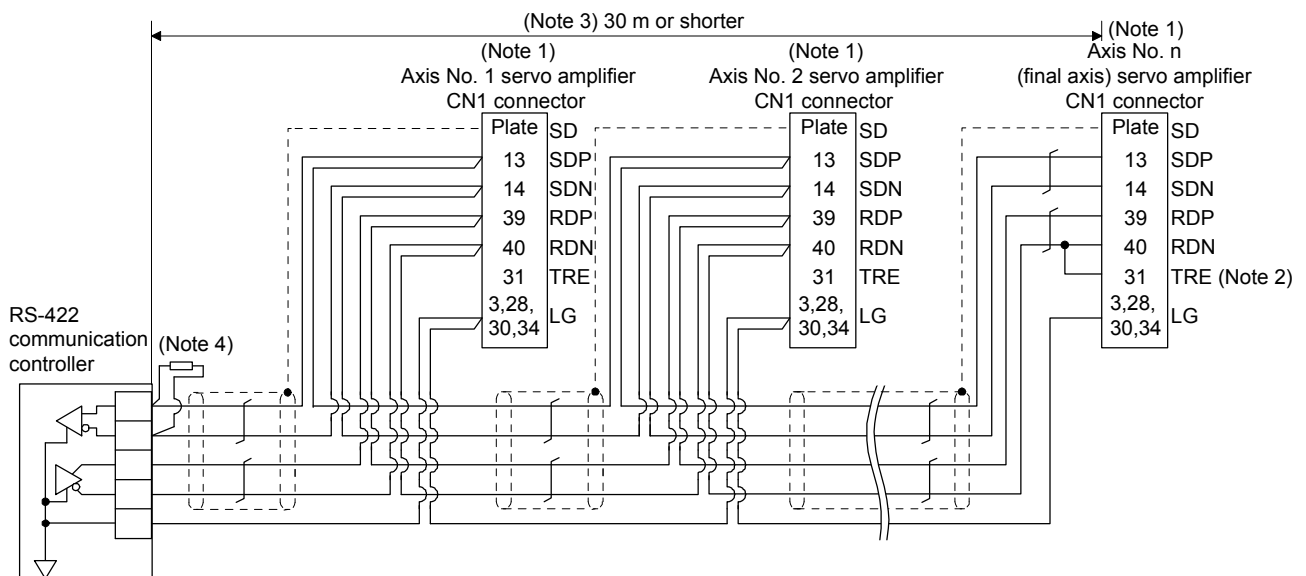 (Note 3) 30 m or shorter
(Note 1)
Axis No. 1 servo amplifier
CN1 connector
Plate SD
13 SDP
14 SDN
39 RDP
40 RDN
31 TRE
3,28,
30,34
LG
(Note 1)
Axis No. 2 servo amplifier
CN1 connector
Plate SD
13 SDP
14 SDN
39 RDP
40 RDN
31 TRE
3,28,
30,34
LG
(Note 1)
Axis No. n
(final axis) servo amplifier
CN1 connector
Plate SD
13 SDP
14 SDN
39 RDP
40 RDN
31 TRE (Note 2)
3,28,
30,34
LG
RS-422
communication
controller
(Note 4)